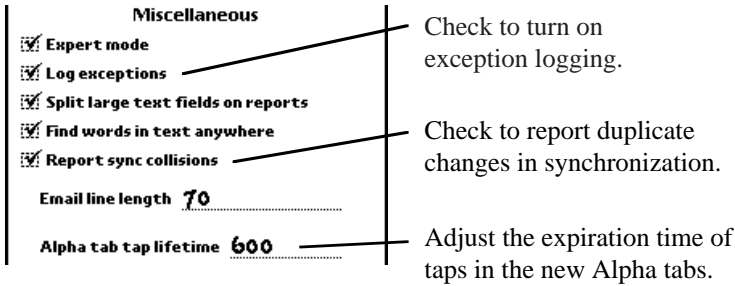 Miscellaneous
Expert mode
Log exceptions
Split large text fields on reports
Find words in text anywhere
Report sync collisions
Email line length 70
Alpha tab tap lifetime 600
Check to turn on
exception logging.
Check to report duplicate
changes in synchronization.
Adjust the expiration time of
taps in the new Alpha tabs.